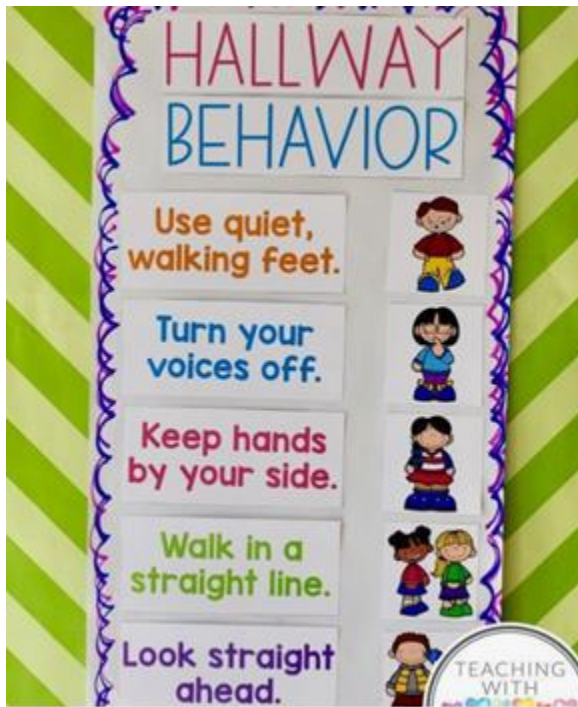 HALLWAY
BEHAVIOR
Use quiet,
walking feet.
Turn your
voices off.
Keep hands
by your side.
Walk in a
straight line.
Look straight
ahead.
TEACHING
WITH